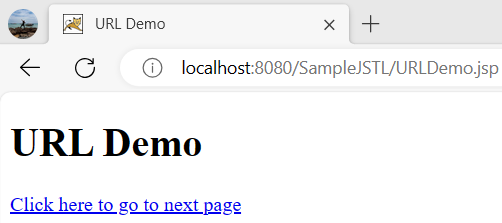 URL Demo
localhost:8080/SampleJSTL/URLDemo.jsp
URL Demo
Click here to go to next page